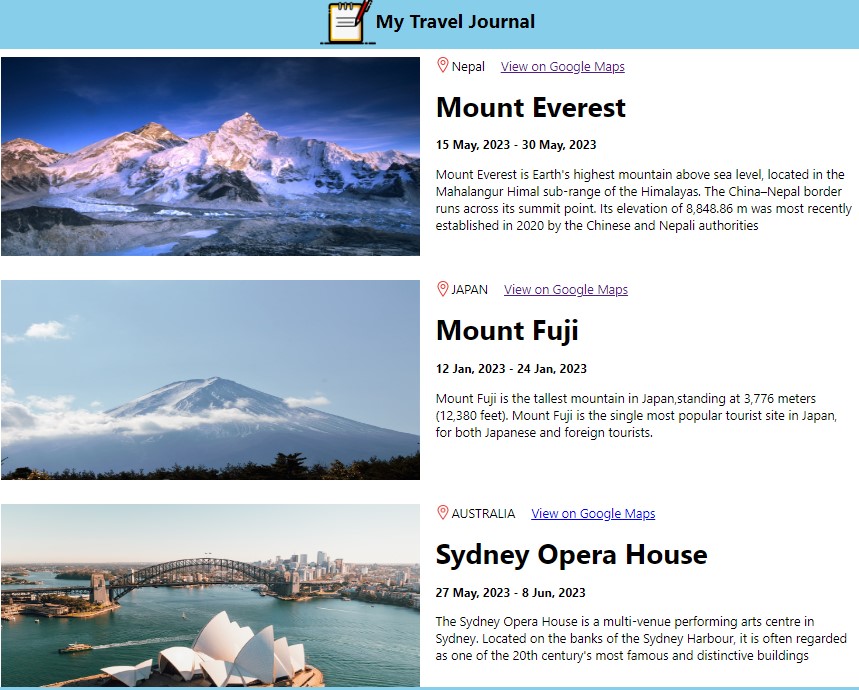 My Travel Journal
Nepal View on Google Maps
Mount Everest
15 May, 2023 - 30 May, 2023
Mount Everest is Earth's highest mountain above sea level, located in the
Mahalangur Himal sub-range of the Himalayas. The China–Nepal border
runs across its summit point. Its elevation of 8,848.86 m was most recently
established in 2020 by the Chinese and Nepali authorities
JAPAN View on Google Maps
Mount Fuji
12 Jan, 2023 - 24 Jan, 2023
Mount Fuji is the tallest mountain in Japan,standing at 3,776 meters
(12,380 feet). Mount Fuji is the single most popular tourist site in Japan,
for both Japanese and foreign tourists.
AUSTRALIA View on Google Maps
Sydney Opera House
27 May, 2023 - 8 Jun, 2023
The Sydney Opera House is a multi-venue performing arts centre in
Sydney. Located on the banks of the Sydney Harbour, it is often regarded
as one of the 20th century's most famous and distinctive buildings